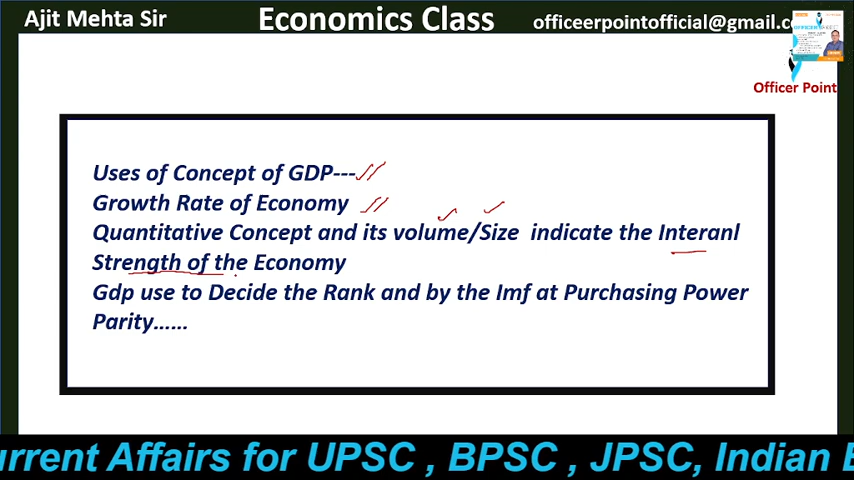 Ajit Mehta Sir
Economics Class
officeerpointofficial@gmail.c
Officer Point
Uses of Concept of GDP---
Growth Rate of Economy
Quantitative Concept and its volume/Size indicate the Interanl
Strength of the Economy
Gdp use to Decide the Rank and by the Imf at Purchasing Power
Parity......
urrent Affairs for UPSC , BPSC , JPSC, Indian E